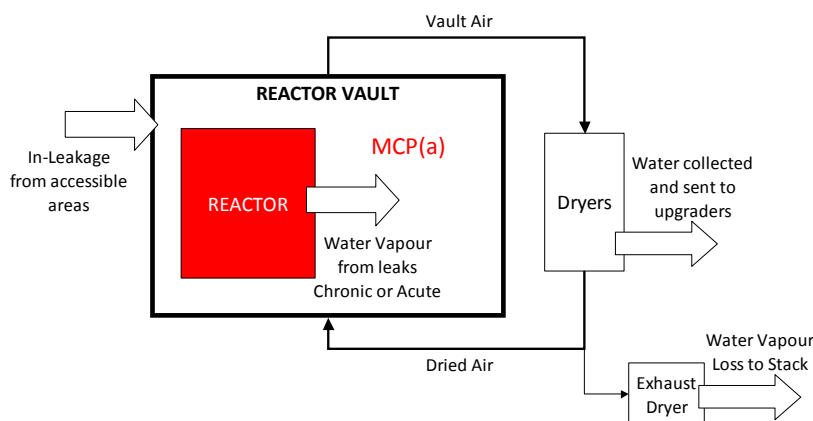 Vault Air
REACTOR VAULT
In-Leakage
from accessible
areas
MCP(a)
REACTOR
Water Vapour
from leaks
Chronic or Acute
Dryers
Water collected
and sent to
upgraders
Dried Air
Water Vapour
Loss to Stack
Exhaust
Dryer